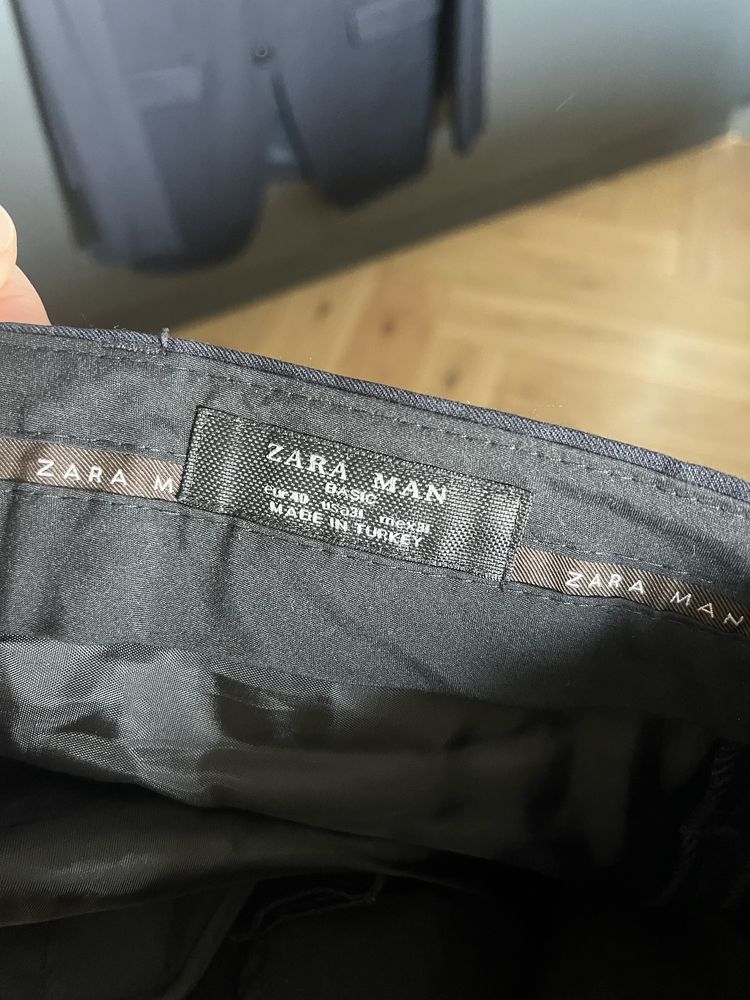 ZARA M
ZARA MAN
BASIC
eur40 usa31 mex31
MADE IN TURKEY
ZARA MAN